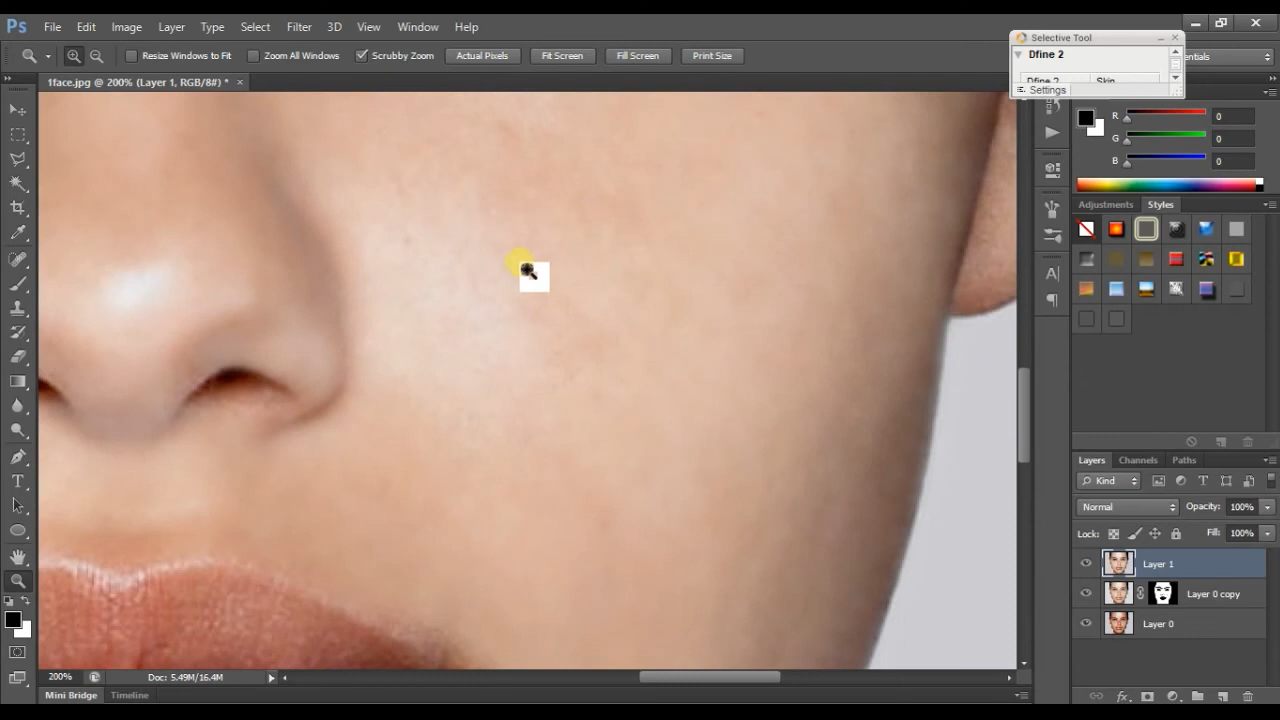 Ps File Edit Image Layer Type Select Filter 3D View Window Help
Selective Tool
Resize Windows to Fit Zoom All Windows Scrubby Zoom Actual Pixels Fit Screen Fill Screen Print Size
Dfine 2
entials
1face.jpg @ 200% (Layer 1, RGB/8#) * ×
Dfine 2 Skin
Settings
R 0
G 0
B 0
Adjustments Styles
A
Layers Channels Paths
Kind
Normal Opacity: 100%
Lock: Fill: 100%
Layer 1
Layer 0 copy
Layer 0
fx
200% Doc: 5.49M/16.4M
Mini Bridge Timeline